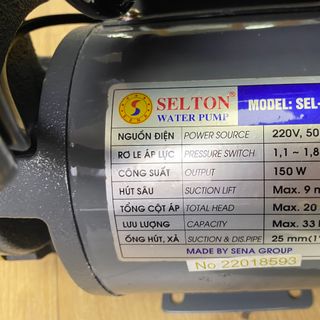 SELTON
WATER PUMP
MODEL: SEL-
NGUỒN ĐIỆN POWER SOURCE 220V, 50
RƠ LE ÁP LỰC PRESSURE SWITCH 1,1 ~ 1,8
CÔNG SUẤT OUTPUT 150 W
HÚT SÂU SUCTION LIFT Max. 9 m
TỔNG CỘT ÁP TOTAL HEAD Max. 20
LƯU LƯỢNG CAPACITY Max. 33
ỐNG HÚT, XẢ SUCTION & DIS.PIPE 25 mm(1"
MADE BY SENA GROUP
No 22018593